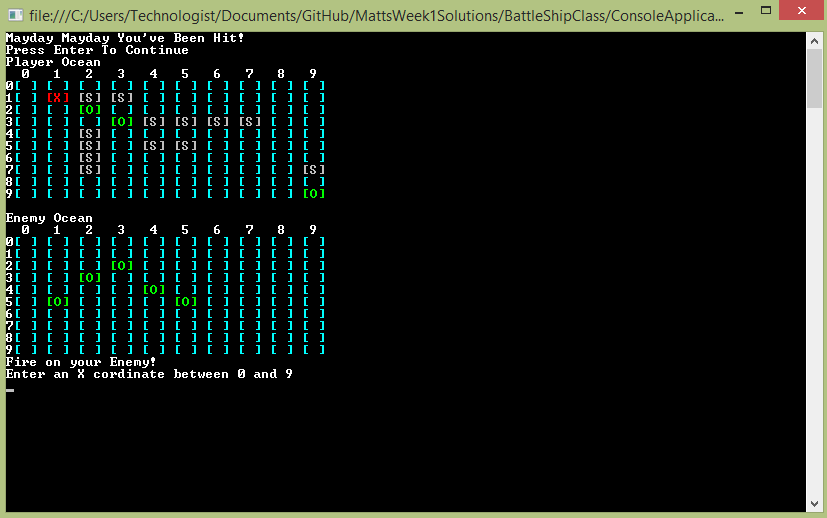 file:///C:/Users/Technologist/Documents/GitHub/MattsWeek1Solutions/BattleShipClass/ConsoleApplica...
Mayday Mayday You've Been Hit!
Press Enter To Continue
Player Ocean
  0   1   2   3   4   5   6   7   8   9
0[ ] [ ] [ ] [ ] [ ] [ ] [ ] [ ] [ ] [ ]
1[ ] [X] [S] [S] [ ] [ ] [ ] [ ] [ ] [ ]
2[ ] [ ] [O] [ ] [ ] [ ] [ ] [ ] [ ] [ ]
3[ ] [ ] [ ] [O] [S] [S] [S] [S] [ ] [ ]
4[ ] [ ] [S] [ ] [ ] [ ] [ ] [ ] [ ] [ ]
5[ ] [ ] [S] [ ] [S] [S] [ ] [ ] [ ] [ ]
6[ ] [ ] [S] [ ] [ ] [ ] [ ] [ ] [ ] [ ]
7[ ] [ ] [S] [ ] [ ] [ ] [ ] [ ] [ ] [S]
8[ ] [ ] [ ] [ ] [ ] [ ] [ ] [ ] [ ] [ ]
9[ ] [ ] [ ] [ ] [ ] [ ] [ ] [ ] [ ] [O]
Enemy Ocean
  0   1   2   3   4   5   6   7   8   9
0[ ] [ ] [ ] [ ] [ ] [ ] [ ] [ ] [ ] [ ]
1[ ] [ ] [ ] [ ] [ ] [ ] [ ] [ ] [ ] [ ]
2[ ] [ ] [ ] [O] [ ] [ ] [ ] [ ] [ ] [ ]
3[ ] [ ] [O] [ ] [ ] [ ] [ ] [ ] [ ] [ ]
4[ ] [ ] [ ] [ ] [O] [ ] [ ] [ ] [ ] [ ]
5[ ] [O] [ ] [ ] [ ] [O] [ ] [ ] [ ] [ ]
6[ ] [ ] [ ] [ ] [ ] [ ] [ ] [ ] [ ] [ ]
7[ ] [ ] [ ] [ ] [ ] [ ] [ ] [ ] [ ] [ ]
8[ ] [ ] [ ] [ ] [ ] [ ] [ ] [ ] [ ] [ ]
9[ ] [ ] [ ] [ ] [ ] [ ] [ ] [ ] [ ] [ ]
Fire on your Enemy!
Enter an X cordinate between 0 and 9